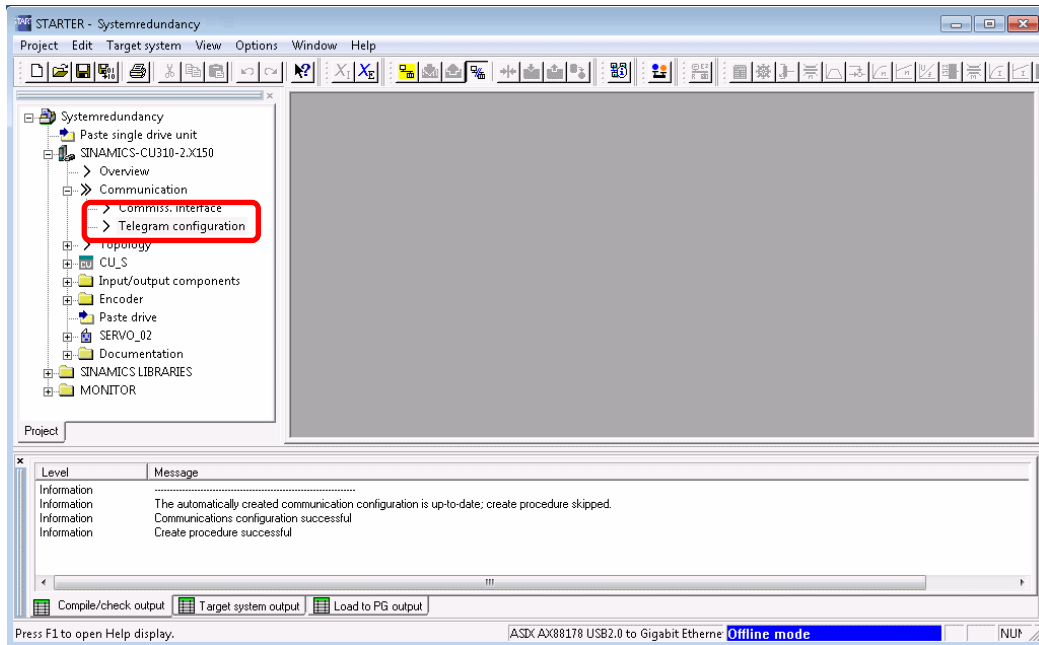 STARTER - Systemredundancy
Project Edit Target system View Options Window Help
Systemredundancy
Paste single drive unit
SINAMICS-CU310-2.X150
Overview
Communication
Commiss. interface
Telegram configuration
Topology
CU_S
Input/output components
Encoder
Paste drive
SERVO_02
Documentation
SINAMICS LIBRARIES
MONITOR
Project
Level Message
Information ----------------------------------------------------------------
Information The automatically created communication configuration is up-to-date; create procedure skipped.
Information Communications configuration successful
Information Create procedure successful
Compile/check output Target system output Load to PG output
Press F1 to open Help display. ASIX AX88178 USB2.0 to Gigabit Etherne Offline mode NUM